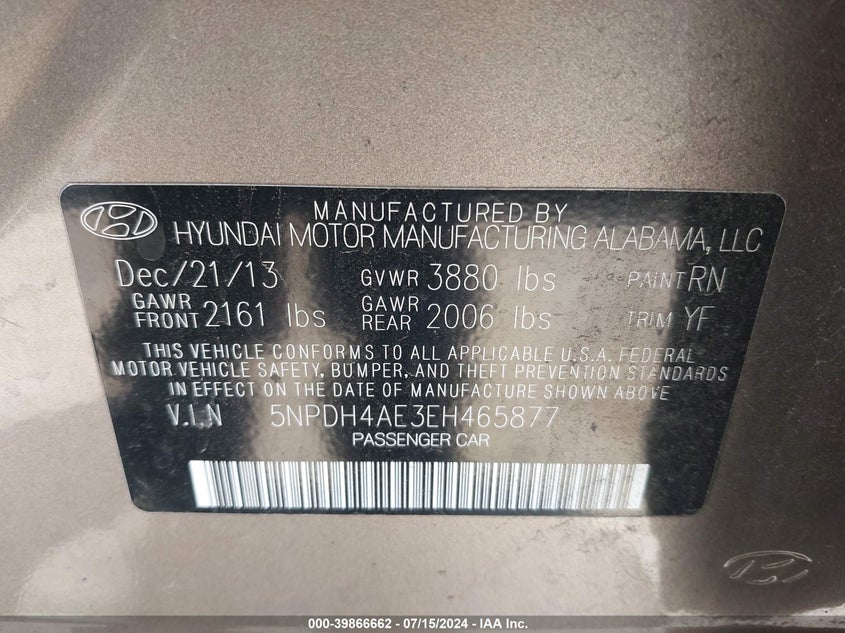 MANUFACTURED BY
HYUNDAI MOTOR MANUFACTURING ALABAMA, LLC
Dec/21/13 GVWR 3880 lbs PAINT RN
GAWR FRONT 2161 lbs GAWR REAR 2006 lbs TRIM YF
THIS VEHICLE CONFORMS TO ALL APPLICABLE U.S.A. FEDERAL
MOTOR VEHICLE SAFETY, BUMPER, AND THEFT PREVENTION STANDARDS
IN EFFECT ON THE DATE OF MANUFACTURE SHOWN ABOVE
V.I.N 5NPDH4AE3EH465877
PASSENGER CAR
000-39866662 - 07/15/2024 - IAA Inc.